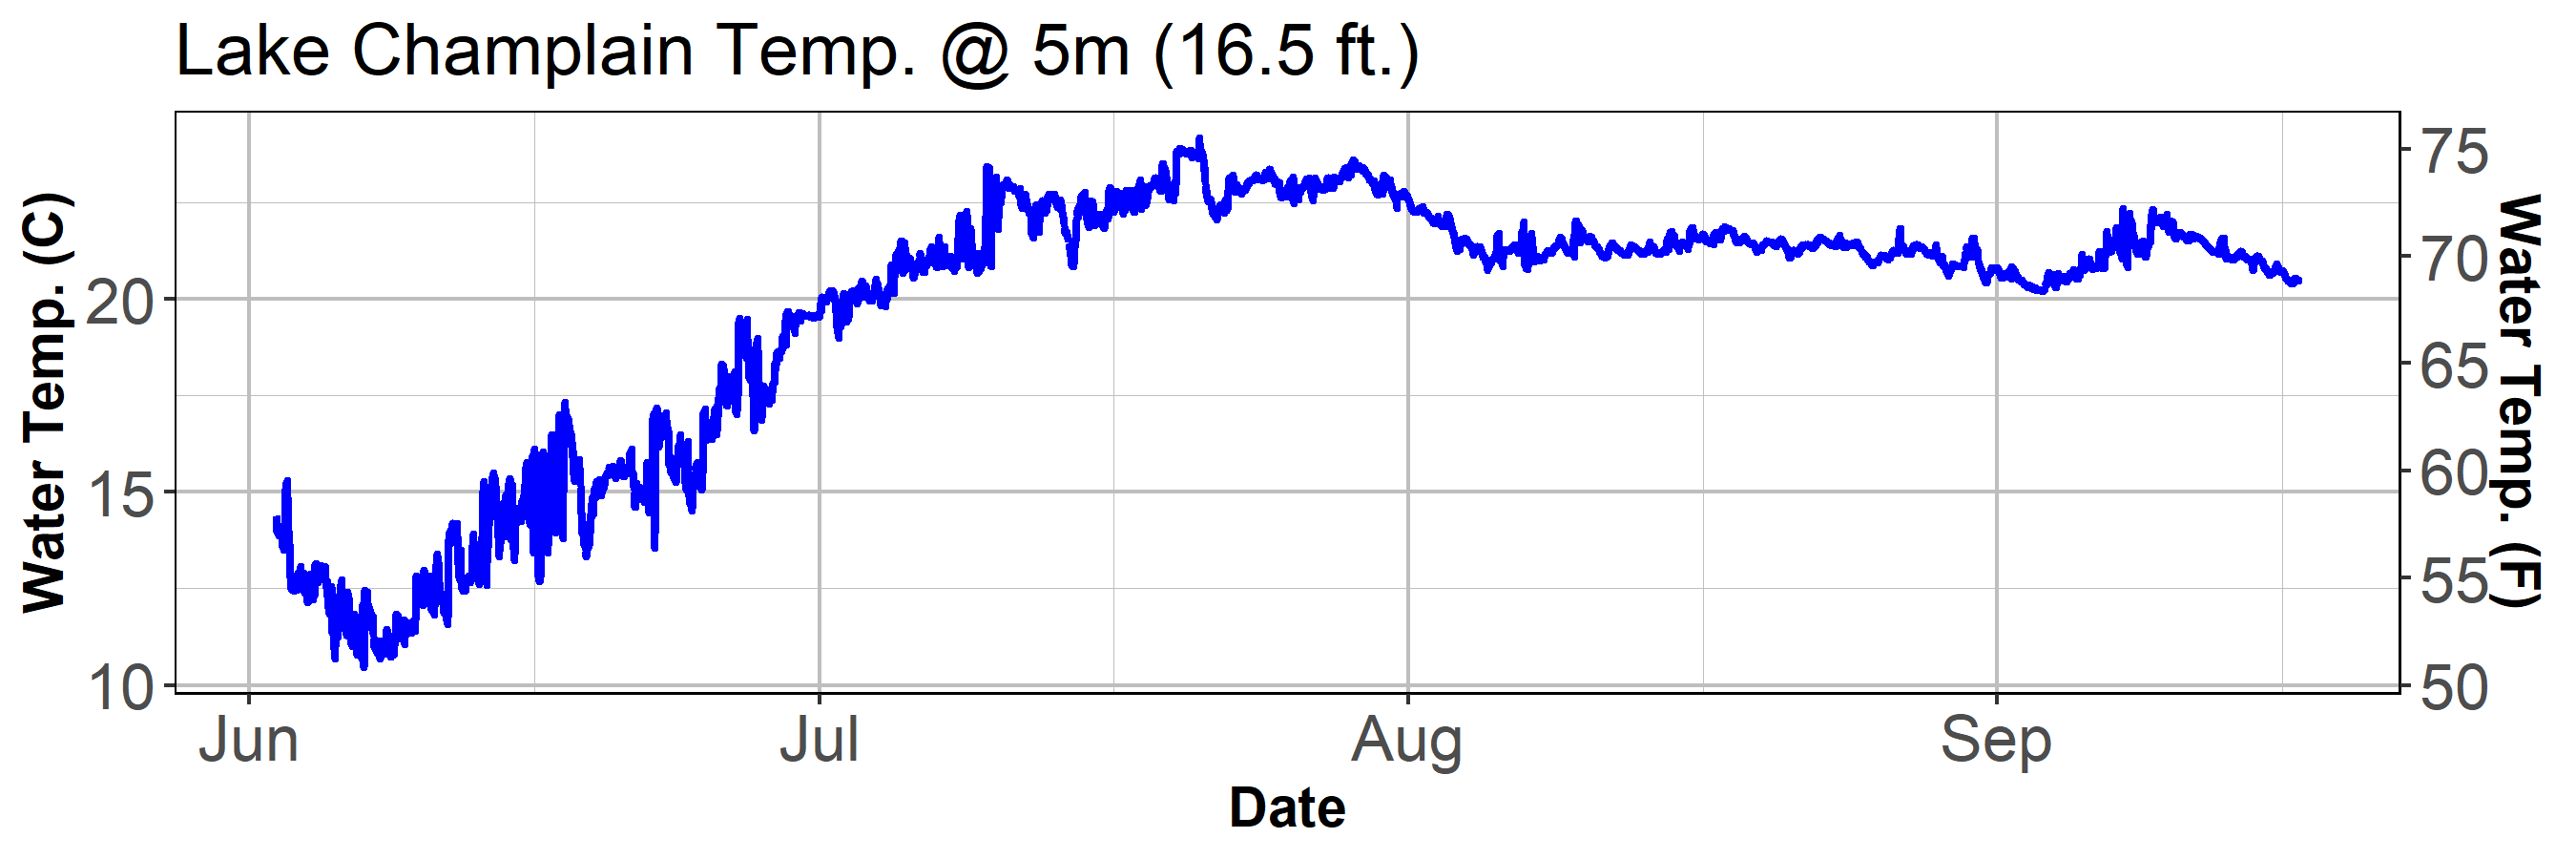 Lake Champlain Temp. @ 5m (16.5 ft.)
Water Temp. (C)
20
15
10
75
70
65
60
55
50
Water Temp. (F)
Jun Jul Aug Sep
Date